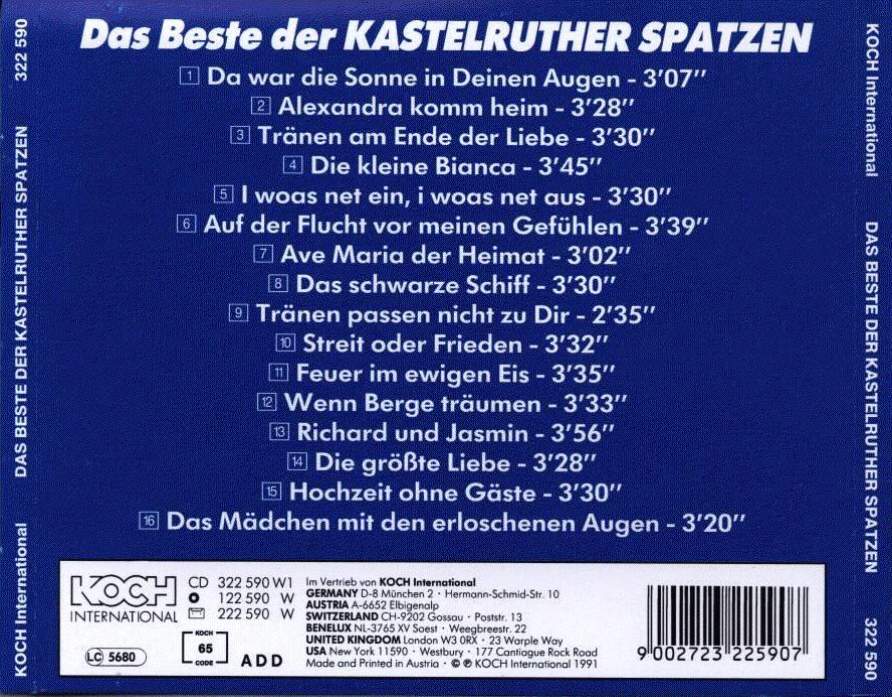 Das Beste der KASTELRUTHER SPATZEN
1 Da war die Sonne in Deinen Augen - 3'07"
2 Alexandra komm heim - 3'28"
3 Tränen am Ende der Liebe - 3'30"
4 Die kleine Bianca - 3'45"
5 I woas net ein, i woas net aus - 3'30"
6 Auf der Flucht vor meinen Gefühlen - 3'39"
7 Ave Maria der Heimat - 3'02"
8 Das schwarze Schiff - 3'30"
9 Tränen passen nicht zu Dir - 2'35"
10 Streit oder Frieden - 3'32"
11 Feuer im ewigen Eis - 3'35"
12 Wenn Berge träumen - 3'33"
13 Richard und Jasmin - 3'56"
14 Die größte Liebe - 3'28"
15 Hochzeit ohne Gäste - 3'30"
16 Das Mädchen mit den erloschenen Augen - 3'20"
KOCH
INTERNATIONAL
LC 5680
CD 322 590 W1
122 590 W
222 590 W
KOCH
65
CODE
ADD
Im Vertrieb von KOCH International
GERMANY D-8 München 2 · Hermann-Schmid-Str. 10
AUSTRIA A-6652 Elbigenalp
SWITZERLAND CH-9202 Gossau · Poststr. 13
BENELUX NL-3765 XV Soest · Weegbreestr. 22
UNITED KINGDOM London W3 0RX · 23 Warple Way
USA New York 11590 · Westbury · 177 Cantiague Rock Road
Made and Printed in Austria · © ℗ KOCH International 1991
9 002723 225907
KOCH International DAS BESTE DER KASTELRUTHER SPATZEN 322 590
KOCH International DAS BESTE DER KASTELRUTHER SPATZEN 322 590